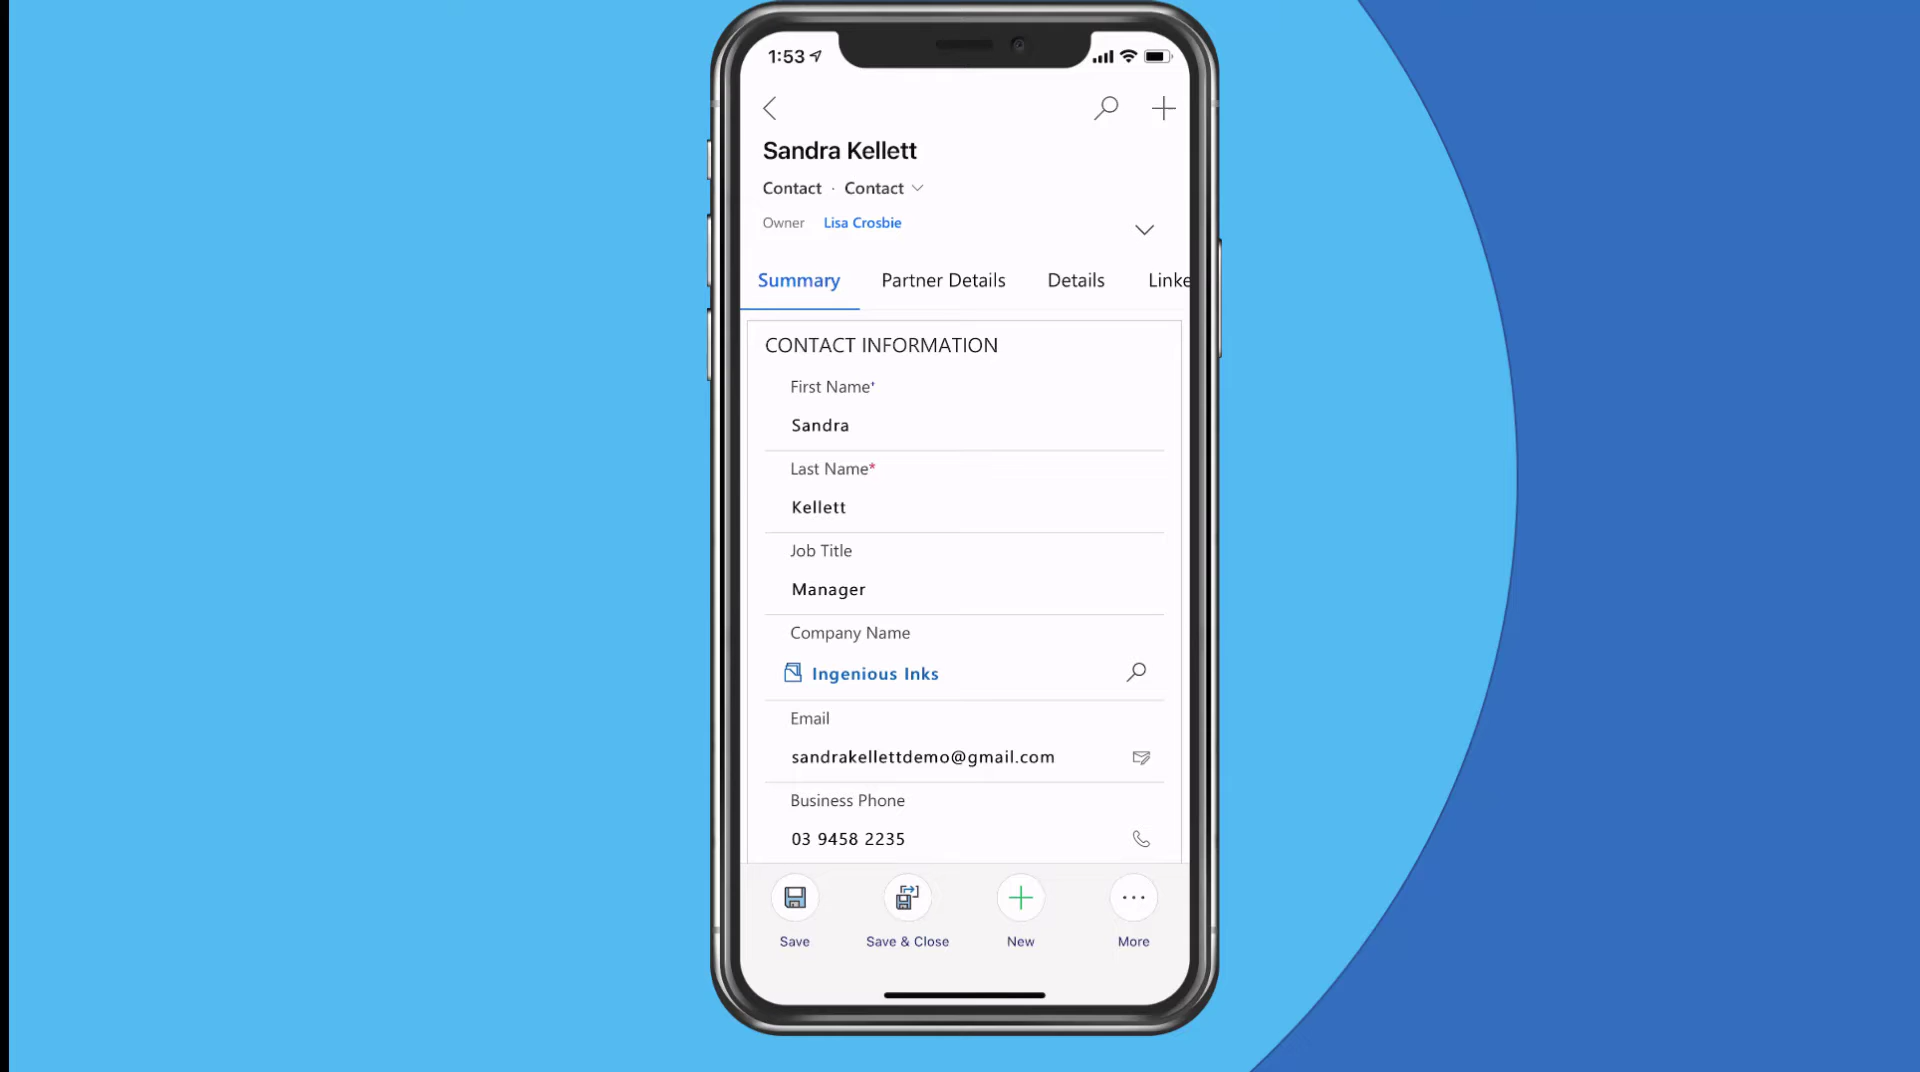 1:53
Sandra Kellett
Contact · Contact
Owner Lisa Crosbie
Summary Partner Details Details Linke
CONTACT INFORMATION
First Name*
Sandra
Last Name*
Kellett
Job Title
Manager
Company Name
Ingenious Inks
Email
sandrakellettdemo@gmail.com
Business Phone
03 9458 2235
Save Save & Close New More